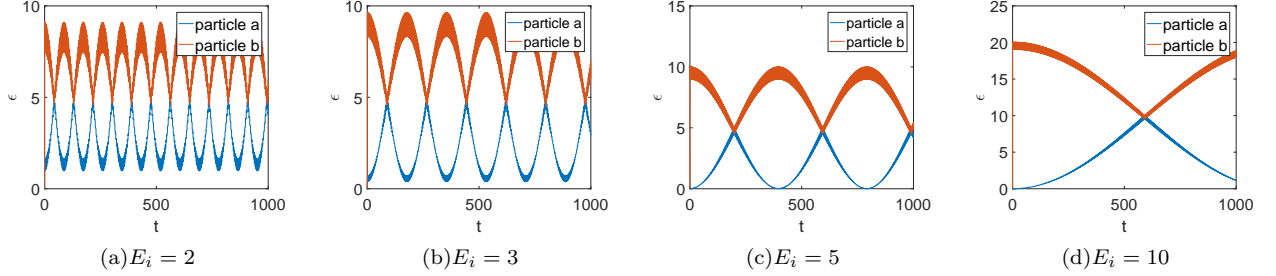 10
5
0
ϵ
particle a
particle b
0
500
1000
t
(a)E_i = 2
10
5
0
ϵ
particle a
particle b
0
500
1000
t
(b)E_i = 3
15
10
5
0
ϵ
particle a
particle b
0
500
1000
t
(c)E_i = 5
25
20
15
10
5
0
ϵ
particle a
particle b
0
500
1000
t
(d)E_i = 10